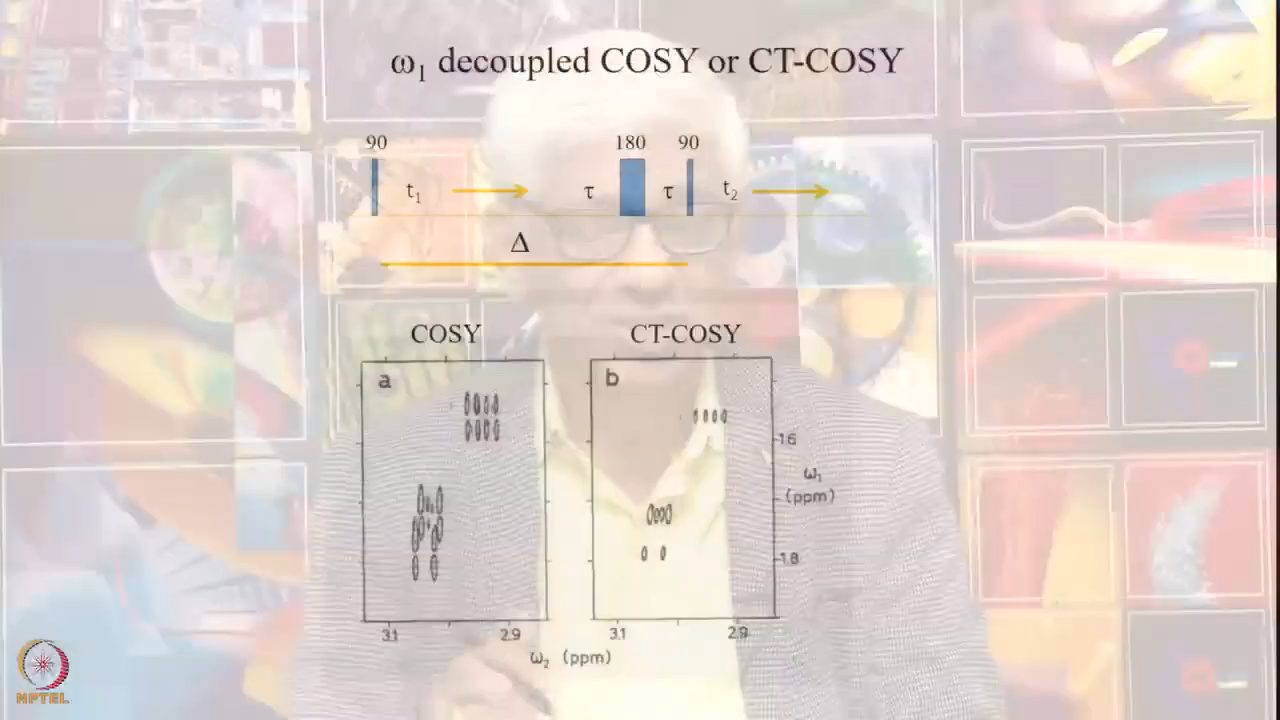 ω₁ decoupled COSY or CT-COSY
90 180 90
t₁ τ τ t₂
Δ
COSY CT-COSY
a b
1.6
ω₁
(ppm)
1.8
3.1 2.9 3.1 2.9
ω₂ (ppm)
NPTEL